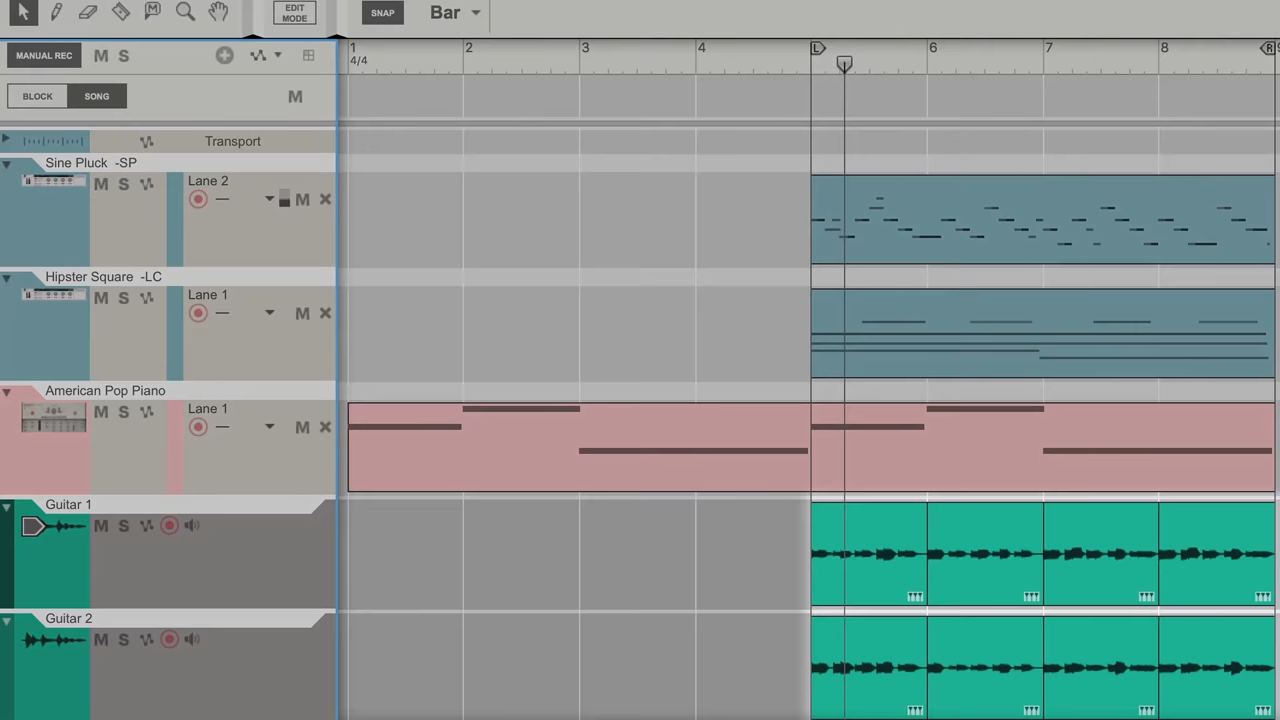 EDIT MODE
SNAP
Bar
MANUAL REC
M S
1 2 3 4 L 6 7 8 R 9
4/4
BLOCK SONG
M
Transport
Sine Pluck -SP
M S Lane 2
M
Hipster Square -LC
M S Lane 1
M
American Pop Piano
M S Lane 1
M
Guitar 1
M S
Guitar 2
M S